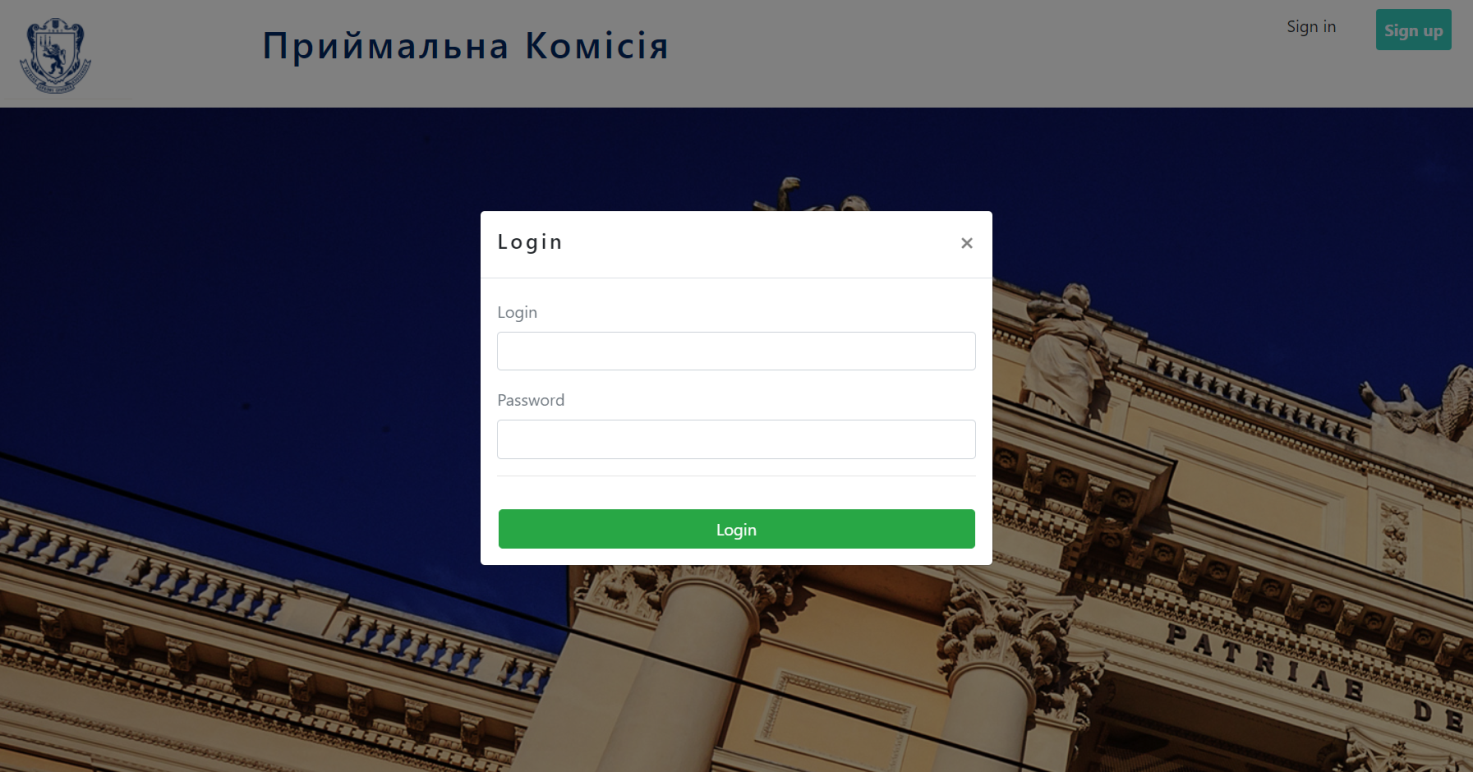 Приймальна Комісія
Sign in
Sign up
Login
×
Login
Password
Login
PATRIAE DE